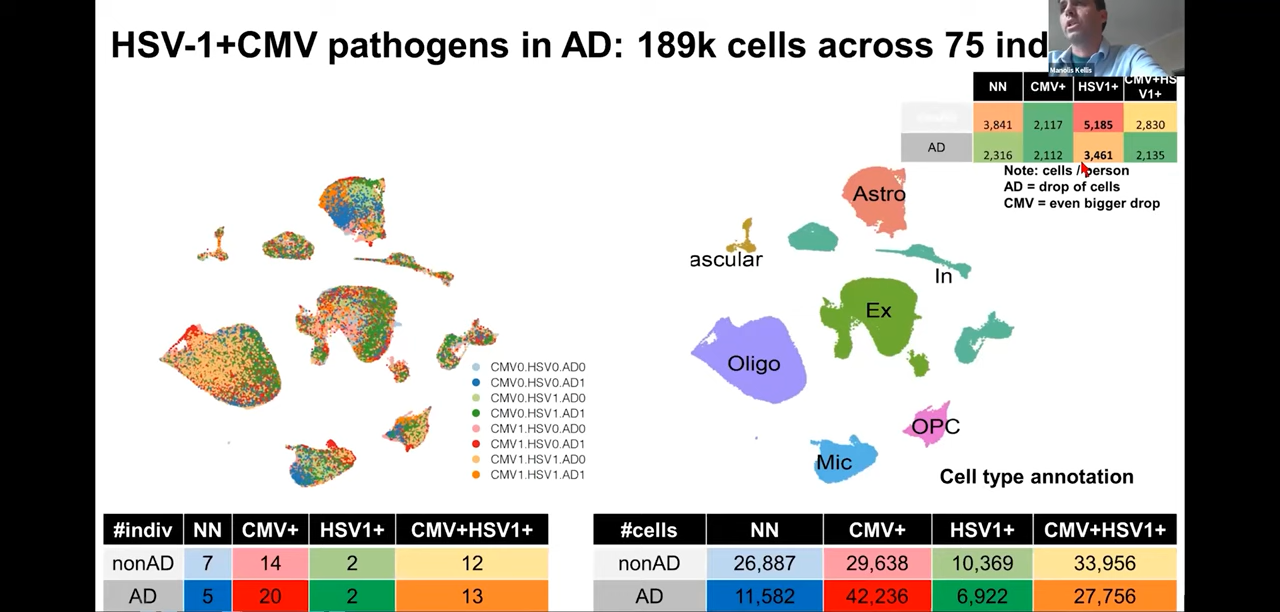 HSV-1+CMV pathogens in AD: 189k cells across 75 ind
Manolis Kellis
NN CMV+ HSV1+ CMV+HS
V1+
3,841 2,117 5,185 2,830
AD 2,316 2,112 3,461 2,135
Note: cells / person
AD = drop of cells
CMV = even bigger drop
Astro
ascular
In
Ex
Oligo
OPC
Mic
Cell type annotation
CMV0.HSV0.AD0
CMV0.HSV0.AD1
CMV0.HSV1.AD0
CMV0.HSV1.AD1
CMV1.HSV0.AD0
CMV1.HSV0.AD1
CMV1.HSV1.AD0
CMV1.HSV1.AD1
#indiv NN CMV+ HSV1+ CMV+HSV1+
nonAD 7 14 2 12
AD 5 20 2 13
#cells NN CMV+ HSV1+ CMV+HSV1+
nonAD 26,887 29,638 10,369 33,956
AD 11,582 42,236 6,922 27,756